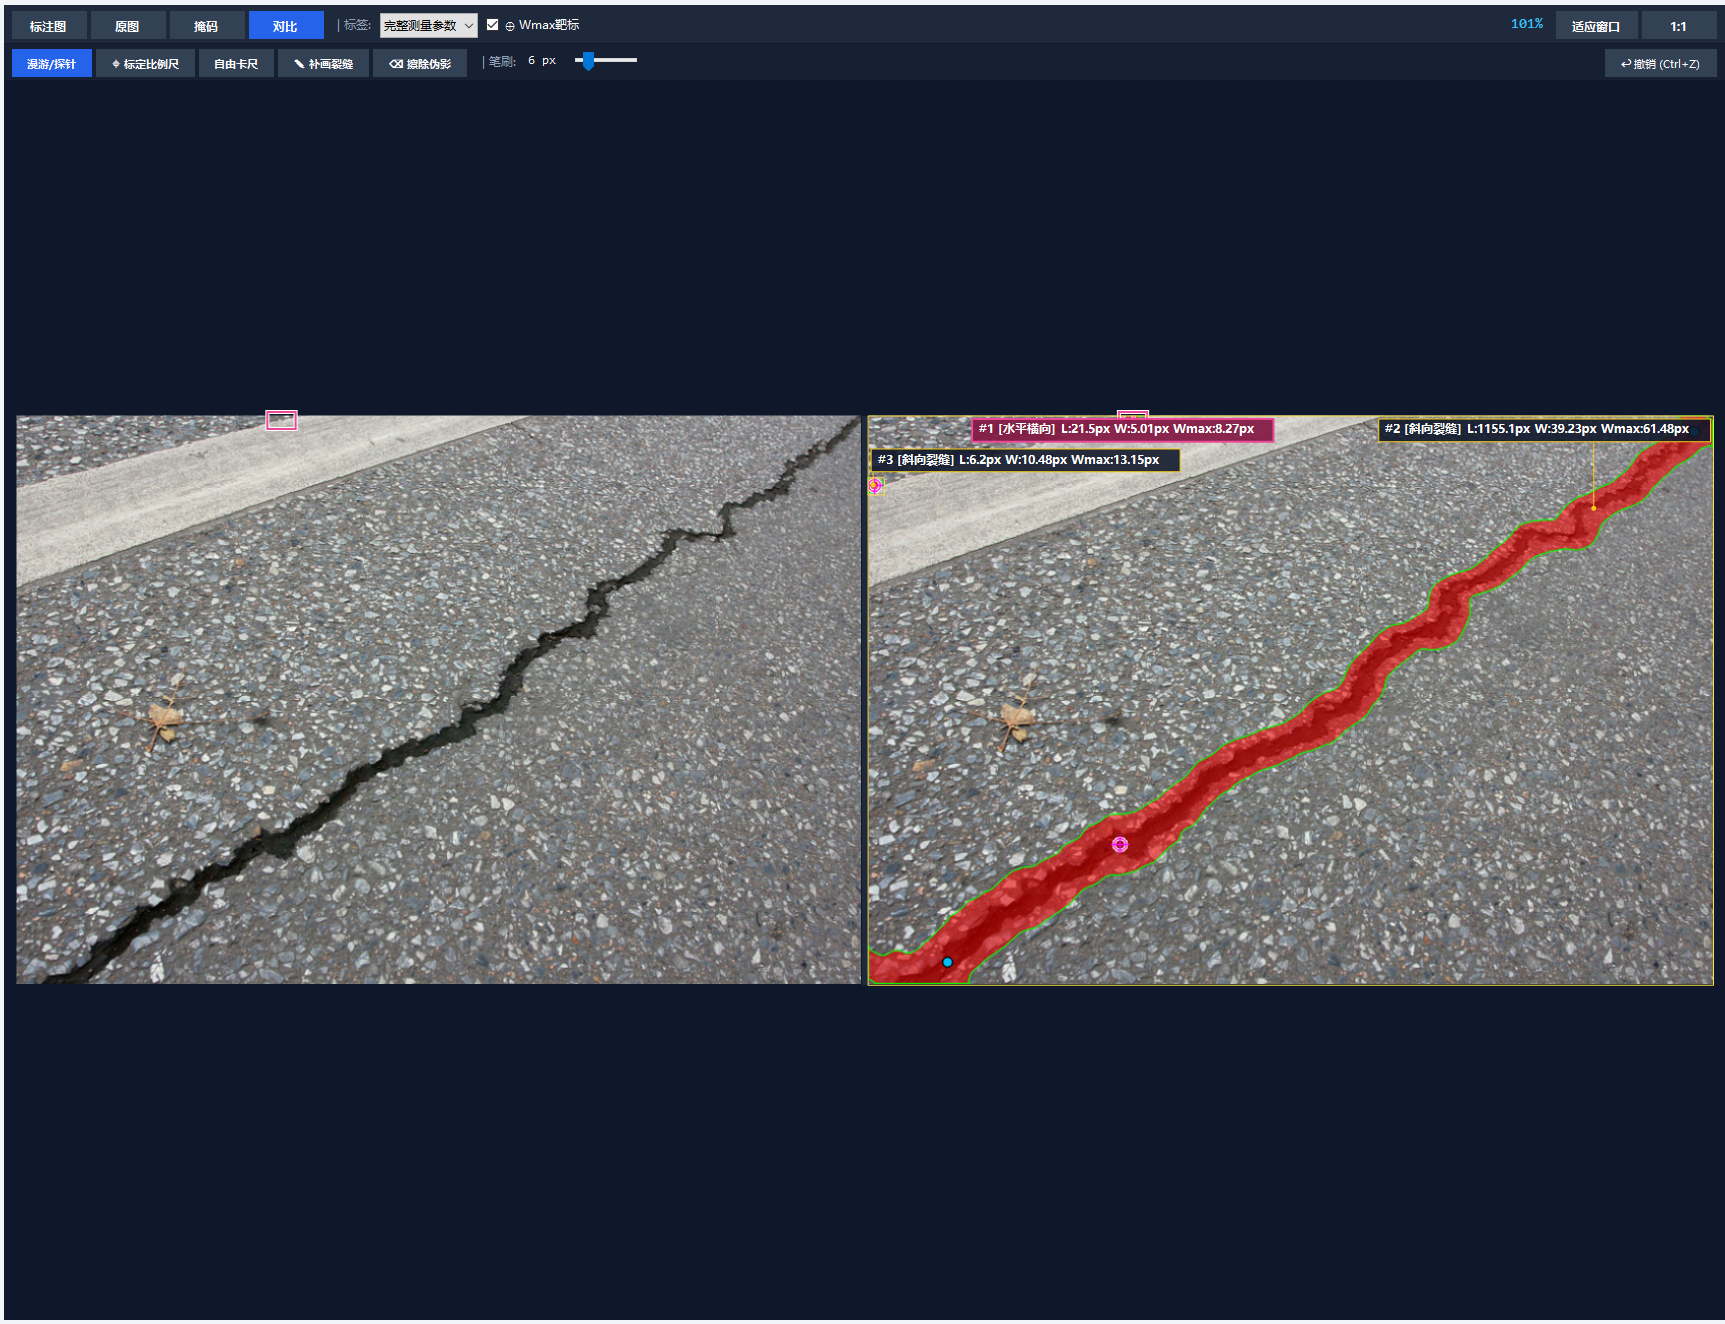 标注图 原图 掩码 对比 | 标签: 完整测量参数 Wmax靶标 101% 适应窗口 1:1
漫游/探针 标定比例尺 自由卡尺 补画裂缝 擦除伪影 | 笔刷: 6 px 撤销 (Ctrl+Z)
#1 [水平横向] L:21.5px W:5.01px Wmax:8.27px
#2 [斜向裂缝] L:1155.1px W:39.23px Wmax:61.48px
#3 [斜向裂缝] L:6.2px W:10.48px Wmax:13.15px